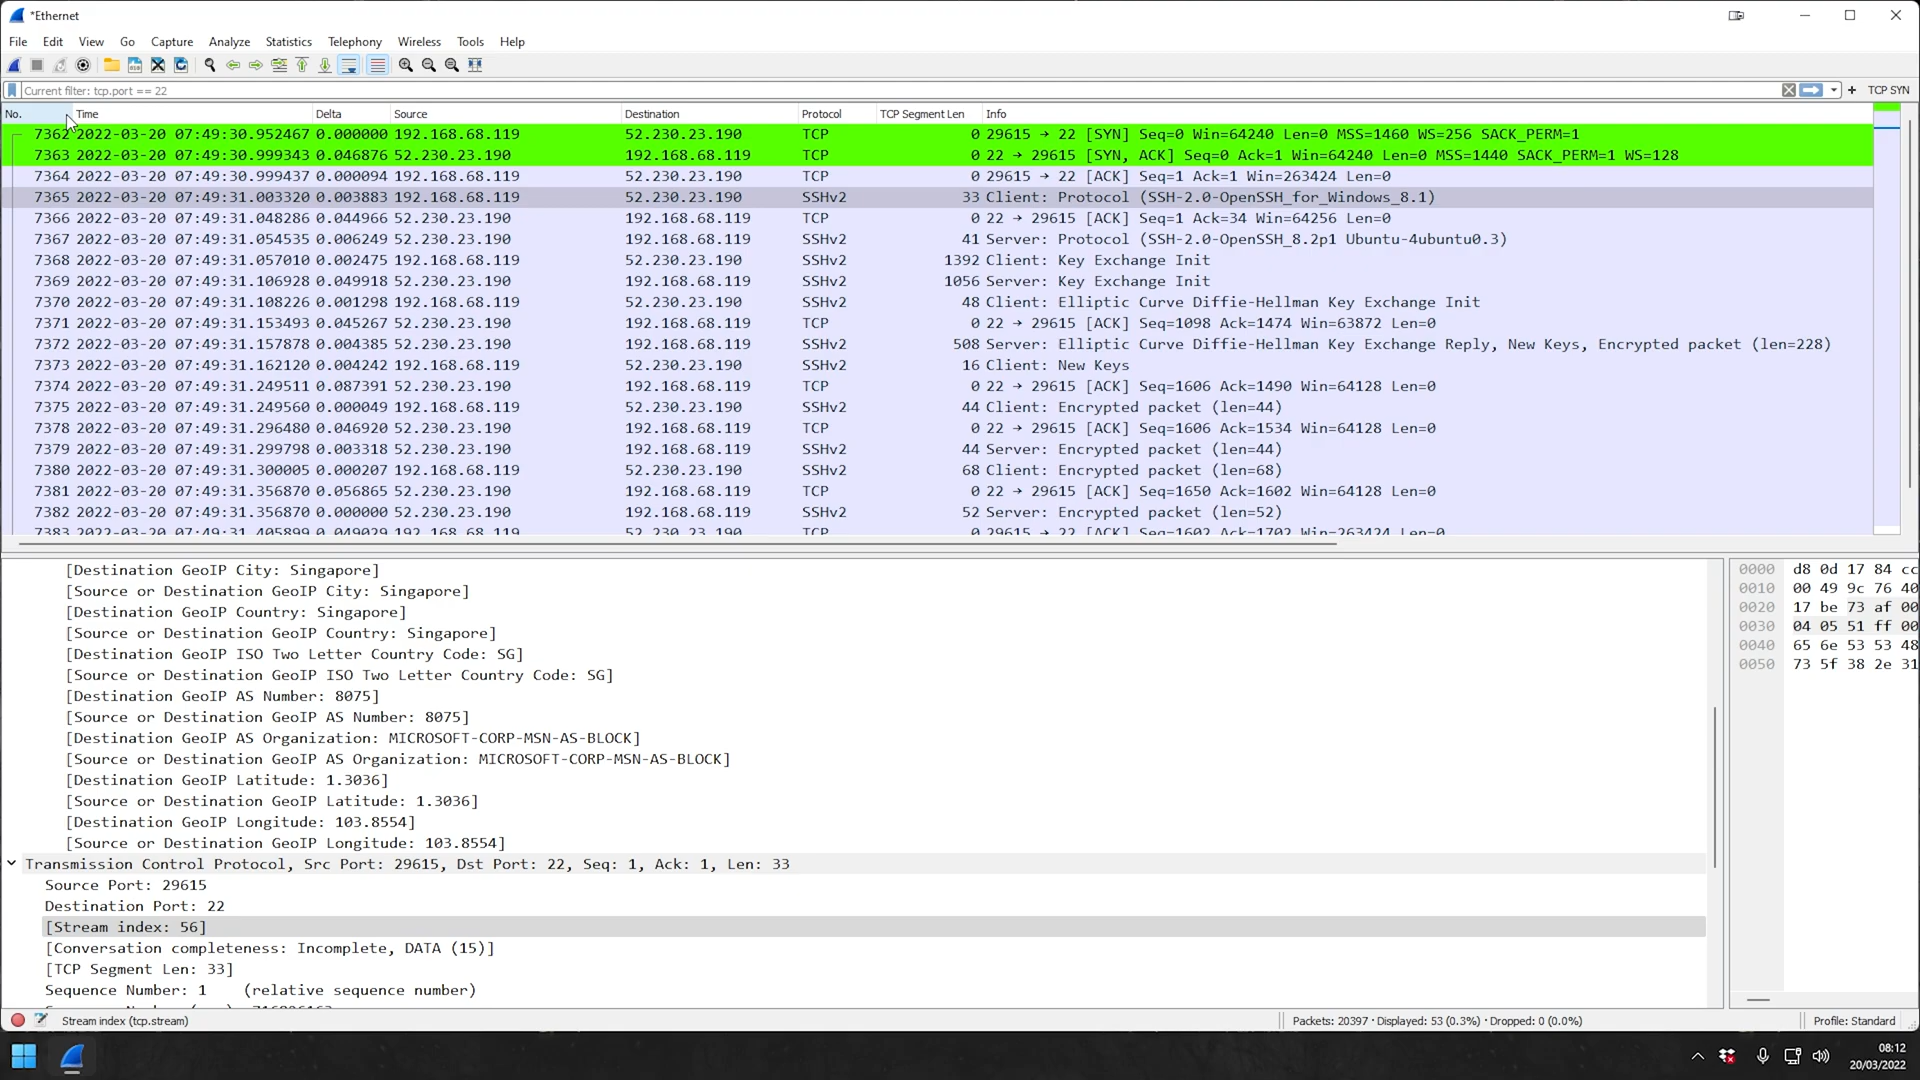 *Ethernet
File Edit View Go Capture Analyze Statistics Telephony Wireless Tools Help
Current filter: tcp.port == 22
TCP SYN
No. Time Delta Source Destination Protocol TCP Segment Len Info
7362 2022-03-20 07:49:30.952467 0.000000 192.168.68.119 52.230.23.190 TCP 0 29615 → 22 [SYN] Seq=0 Win=64240 Len=0 MSS=1460 WS=256 SACK_PERM=1
7363 2022-03-20 07:49:30.999343 0.046876 52.230.23.190 192.168.68.119 TCP 0 22 → 29615 [SYN, ACK] Seq=0 Ack=1 Win=64240 Len=0 MSS=1440 SACK_PERM=1 WS=128
7364 2022-03-20 07:49:30.999437 0.000094 192.168.68.119 52.230.23.190 TCP 0 29615 → 22 [ACK] Seq=1 Ack=1 Win=263424 Len=0
7365 2022-03-20 07:49:31.003320 0.003883 192.168.68.119 52.230.23.190 SSHv2 33 Client: Protocol (SSH-2.0-OpenSSH_for_Windows_8.1)
7366 2022-03-20 07:49:31.048286 0.044966 52.230.23.190 192.168.68.119 TCP 0 22 → 29615 [ACK] Seq=1 Ack=34 Win=64256 Len=0
7367 2022-03-20 07:49:31.054535 0.006249 52.230.23.190 192.168.68.119 SSHv2 41 Server: Protocol (SSH-2.0-OpenSSH_8.2p1 Ubuntu-4ubuntu0.3)
7368 2022-03-20 07:49:31.057010 0.002475 192.168.68.119 52.230.23.190 SSHv2 1392 Client: Key Exchange Init
7369 2022-03-20 07:49:31.106928 0.049918 52.230.23.190 192.168.68.119 SSHv2 1056 Server: Key Exchange Init
7370 2022-03-20 07:49:31.108226 0.001298 192.168.68.119 52.230.23.190 SSHv2 48 Client: Elliptic Curve Diffie-Hellman Key Exchange Init
7371 2022-03-20 07:49:31.153493 0.045267 52.230.23.190 192.168.68.119 TCP 0 22 → 29615 [ACK] Seq=1098 Ack=1474 Win=63872 Len=0
7372 2022-03-20 07:49:31.157878 0.004385 52.230.23.190 192.168.68.119 SSHv2 508 Server: Elliptic Curve Diffie-Hellman Key Exchange Reply, New Keys, Encrypted packet (len=228)
7373 2022-03-20 07:49:31.162120 0.004242 192.168.68.119 52.230.23.190 SSHv2 16 Client: New Keys
7374 2022-03-20 07:49:31.249511 0.087391 52.230.23.190 192.168.68.119 TCP 0 22 → 29615 [ACK] Seq=1606 Ack=1490 Win=64128 Len=0
7375 2022-03-20 07:49:31.249560 0.000049 192.168.68.119 52.230.23.190 SSHv2 44 Client: Encrypted packet (len=44)
7378 2022-03-20 07:49:31.296480 0.046920 52.230.23.190 192.168.68.119 TCP 0 22 → 29615 [ACK] Seq=1606 Ack=1534 Win=64128 Len=0
7379 2022-03-20 07:49:31.299798 0.003318 52.230.23.190 192.168.68.119 SSHv2 44 Server: Encrypted packet (len=44)
7380 2022-03-20 07:49:31.300005 0.000207 192.168.68.119 52.230.23.190 SSHv2 68 Client: Encrypted packet (len=68)
7381 2022-03-20 07:49:31.356870 0.056865 52.230.23.190 192.168.68.119 TCP 0 22 → 29615 [ACK] Seq=1650 Ack=1602 Win=64128 Len=0
7382 2022-03-20 07:49:31.356870 0.000000 52.230.23.190 192.168.68.119 SSHv2 52 Server: Encrypted packet (len=52)
7383 2022-03-20 07:49:31.405899 0.049029 192.168.68.119 52.230.23.190 TCP 0 29615 → 22 [ACK] Seq=1602 Ack=1702 Win=263424 Len=0
[Destination GeoIP City: Singapore]
[Source or Destination GeoIP City: Singapore]
[Destination GeoIP Country: Singapore]
[Source or Destination GeoIP Country: Singapore]
[Destination GeoIP ISO Two Letter Country Code: SG]
[Source or Destination GeoIP ISO Two Letter Country Code: SG]
[Destination GeoIP AS Number: 8075]
[Source or Destination GeoIP AS Number: 8075]
[Destination GeoIP AS Organization: MICROSOFT-CORP-MSN-AS-BLOCK]
[Source or Destination GeoIP AS Organization: MICROSOFT-CORP-MSN-AS-BLOCK]
[Destination GeoIP Latitude: 1.3036]
[Source or Destination GeoIP Latitude: 1.3036]
[Destination GeoIP Longitude: 103.8554]
[Source or Destination GeoIP Longitude: 103.8554]
Transmission Control Protocol, Src Port: 29615, Dst Port: 22, Seq: 1, Ack: 1, Len: 33
Source Port: 29615
Destination Port: 22
[Stream index: 56]
[Conversation completeness: Incomplete, DATA (15)]
[TCP Segment Len: 33]
Sequence Number: 1 (relative sequence number)
0000 d8 0d 17 84 cc
0010 00 49 9c 76 40
0020 17 be 73 af 00
0030 04 05 51 ff 00
0040 65 6e 53 53 48
0050 73 5f 38 2e 31
Stream index (tcp.stream)
Packets: 20397 · Displayed: 53 (0.3%) · Dropped: 0 (0.0%)
Profile: Standard
08:12
20/03/2022